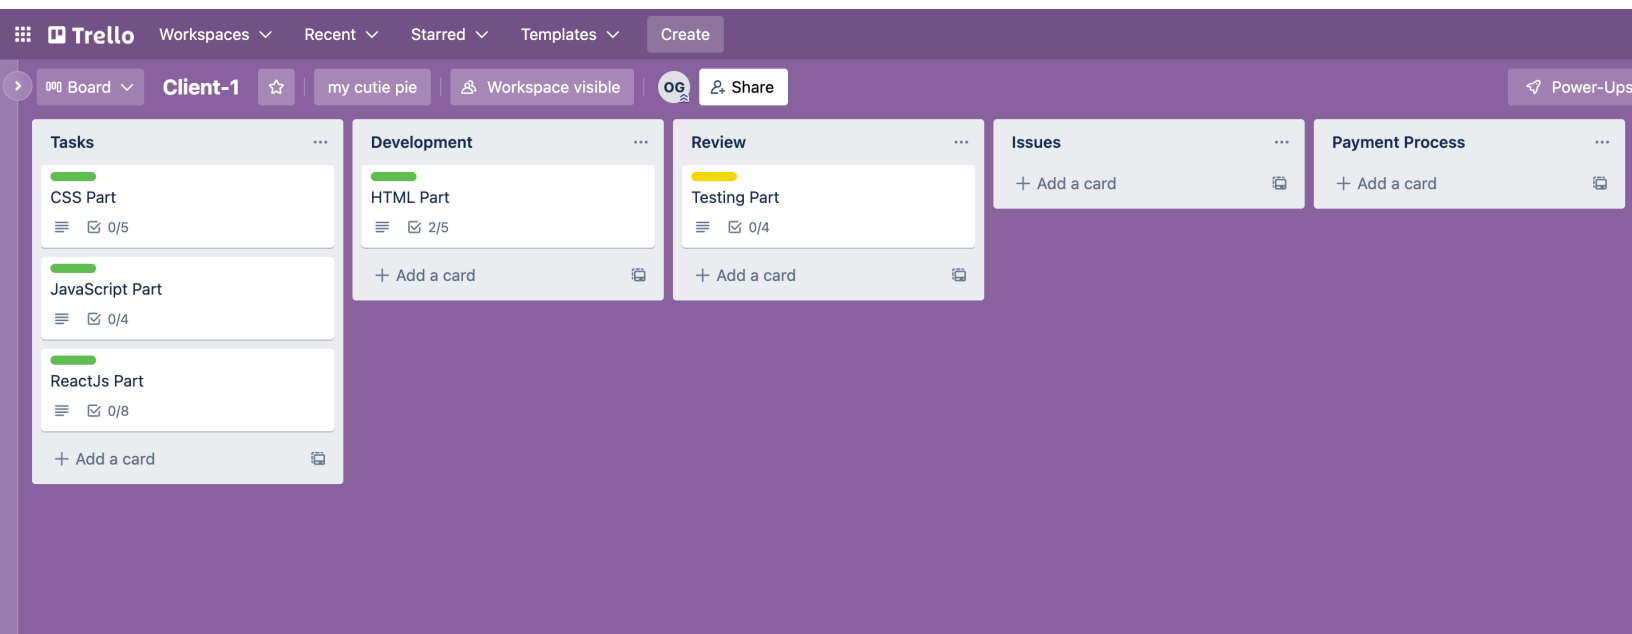 Trello Workspaces Recent Starred Templates Create
Board Client-1 my cutie pie Workspace visible OG Share Power-Ups
Tasks
CSS Part
0/5
JavaScript Part
0/4
ReactJs Part
0/8
+ Add a card
Development
HTML Part
2/5
+ Add a card
Review
Testing Part
0/4
+ Add a card
Issues
+ Add a card
Payment Process
+ Add a card